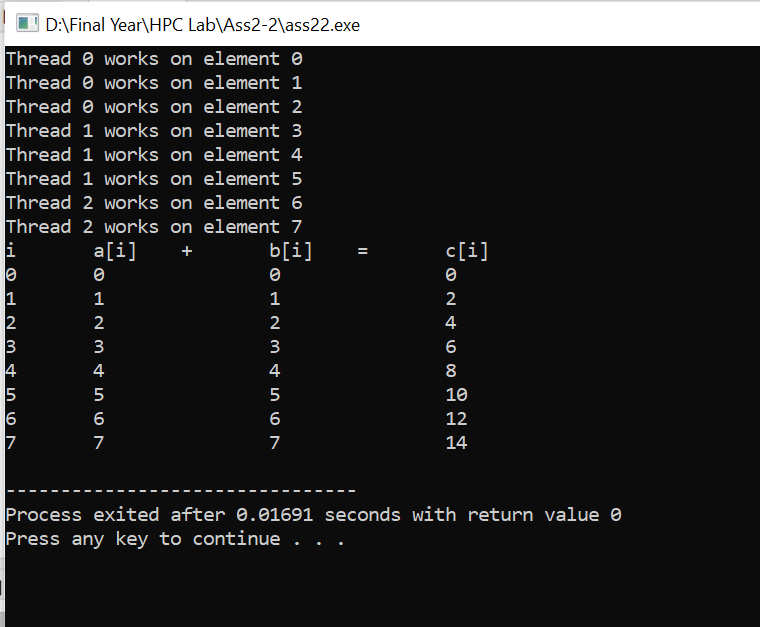 D:\Final Year\HPC Lab\Ass2-2\ass22.exe
Thread 0 works on element 0
Thread 0 works on element 1
Thread 0 works on element 2
Thread 1 works on element 3
Thread 1 works on element 4
Thread 1 works on element 5
Thread 2 works on element 6
Thread 2 works on element 7
i       a[i]    +       b[i]    =       c[i]
0       0               0               0
1       1               1               2
2       2               2               4
3       3               3               6
4       4               4               8
5       5               5               10
6       6               6               12
7       7               7               14
--------------------------------
Process exited after 0.01691 seconds with return value 0
Press any key to continue . . .